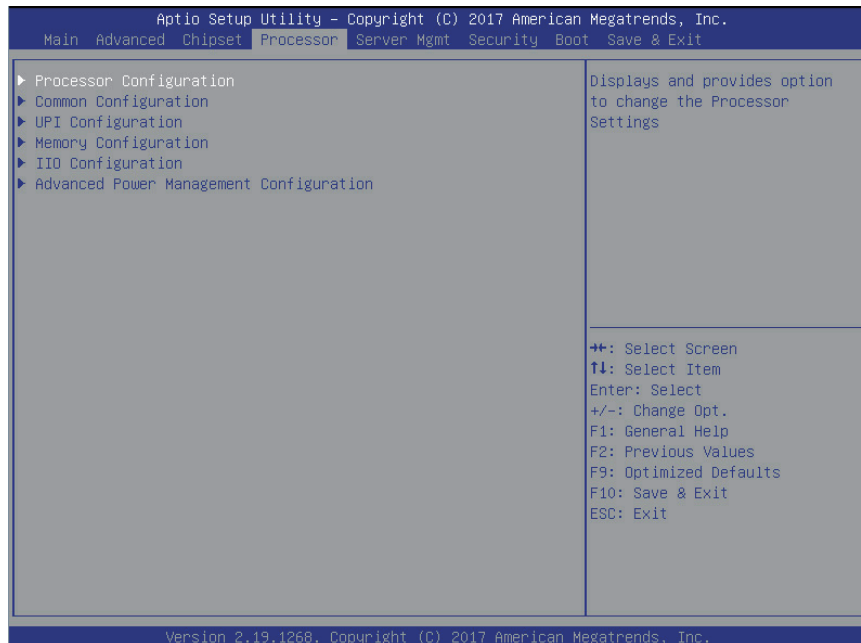 Aptio Setup Utility – Copyright (C) 2017 American Megatrends, Inc.
Main Advanced Chipset Processor Server Mgmt Security Boot Save & Exit
▶ Processor Configuration
▶ Common Configuration
▶ UPI Configuration
▶ Memory Configuration
▶ IIO Configuration
▶ Advanced Power Management Configuration
Displays and provides option
to change the Processor
Settings
→←: Select Screen
↑↓: Select Item
Enter: Select
+/-: Change Opt.
F1: General Help
F2: Previous Values
F9: Optimized Defaults
F10: Save & Exit
ESC: Exit
Version 2.19.1268. Copyright (C) 2017 American Megatrends, Inc.